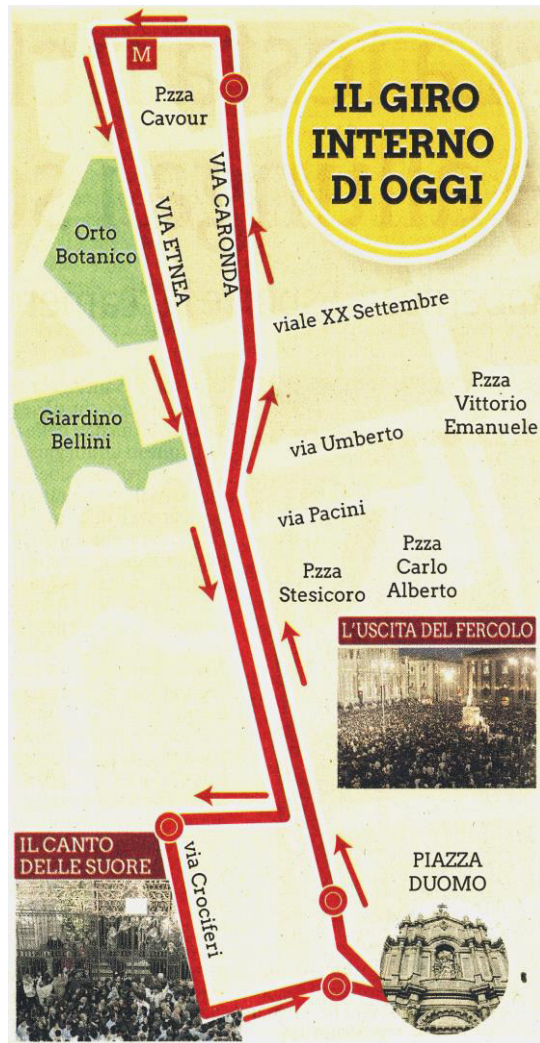 IL GIRO
INTERNO
DI OGGI
M
P.zza
Cavour
VIA CARONDA
VIA ETNEA
Orto
Botanico
viale XX Settembre
P.zza
Vittorio
Emanuele
Giardino
Bellini
via Umberto
via Pacini
P.zza
Carlo
Alberto
P.zza
Stesicoro
L'USCITA DEL FERCOLO
IL CANTO
DELLE SUORE
via Crociferi
PIAZZA
DUOMO